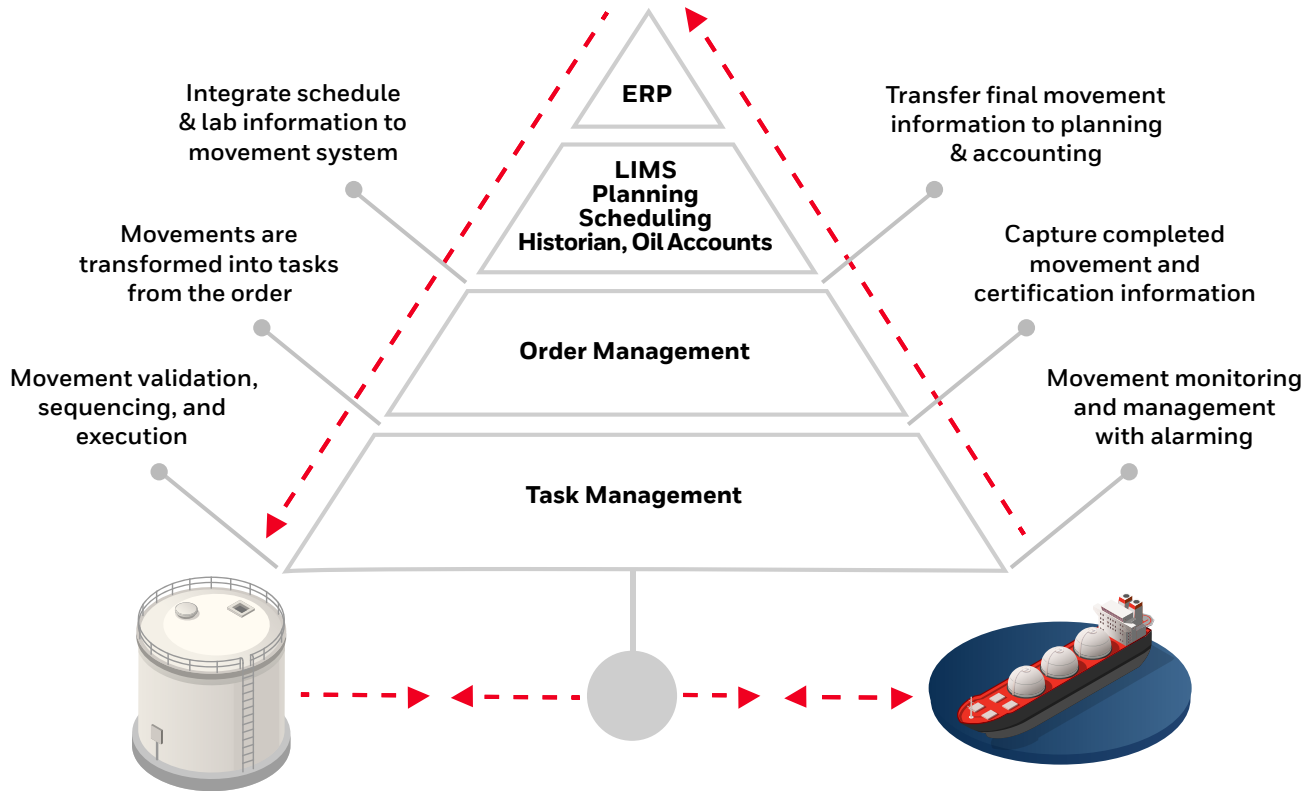 ERP
Integrate schedule
& lab information to
movement system
Transfer final movement
information to planning
& accounting
LIMS
Planning
Scheduling
Historian, Oil Accounts
Movements are
transformed into tasks
from the order
Capture completed
movement and
certification information
Order Management
Movement validation,
sequencing, and
execution
Movement monitoring
and management
with alarming
Task Management